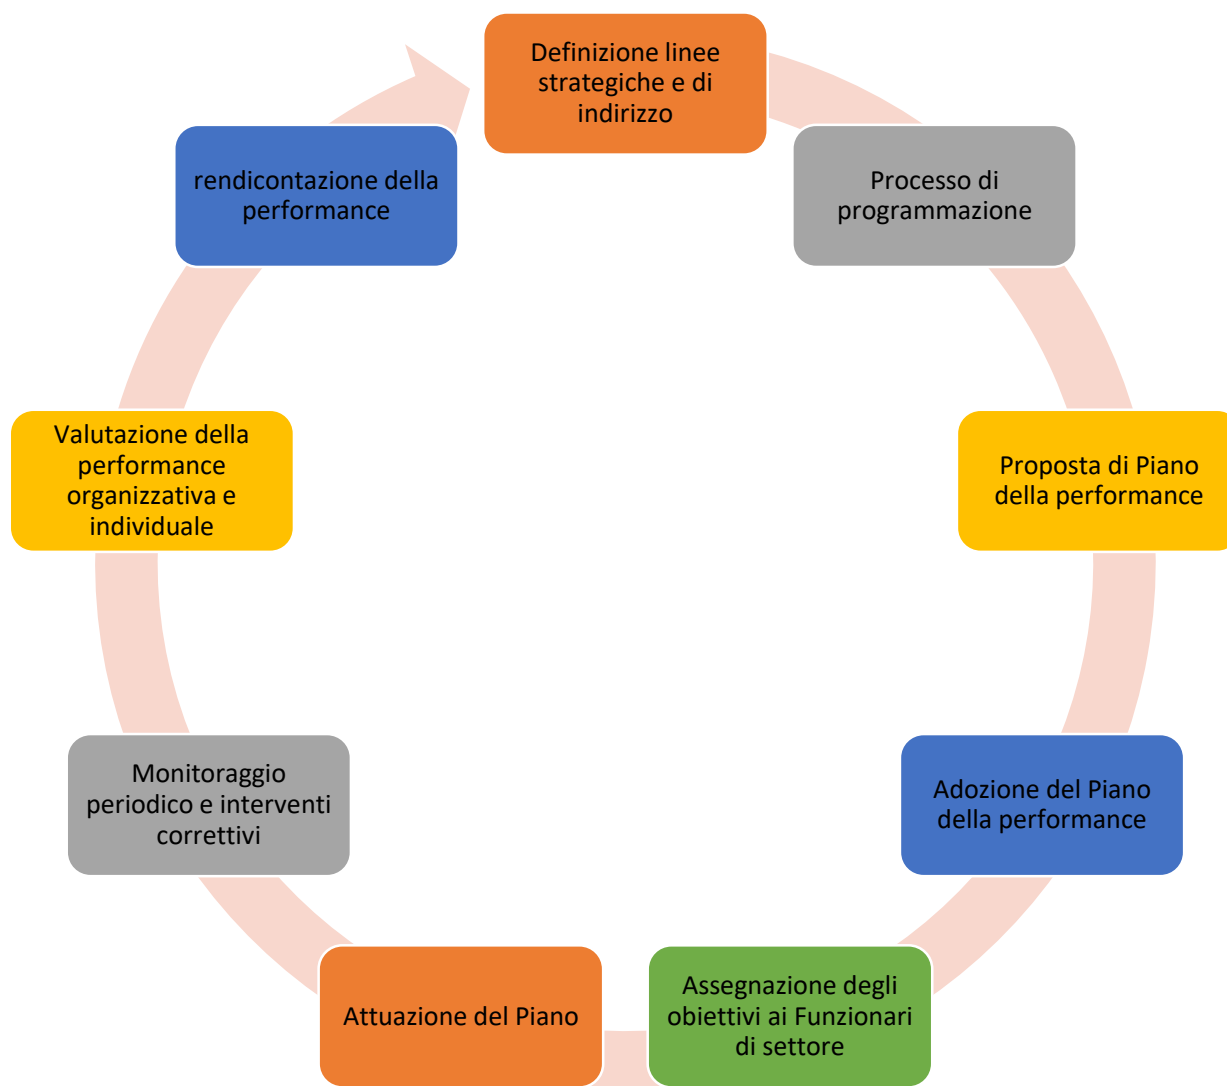 Definizione linee
strategiche e di
indirizzo
Processo di
programmazione
Proposta di Piano
della performance
Adozione del Piano
della performance
Assegnazione degli
obiettivi ai Funzionari
di settore
Attuazione del Piano
Monitoraggio
periodico e interventi
correttivi
Valutazione della
performance
organizzativa e
individuale
rendicontazione della
performance